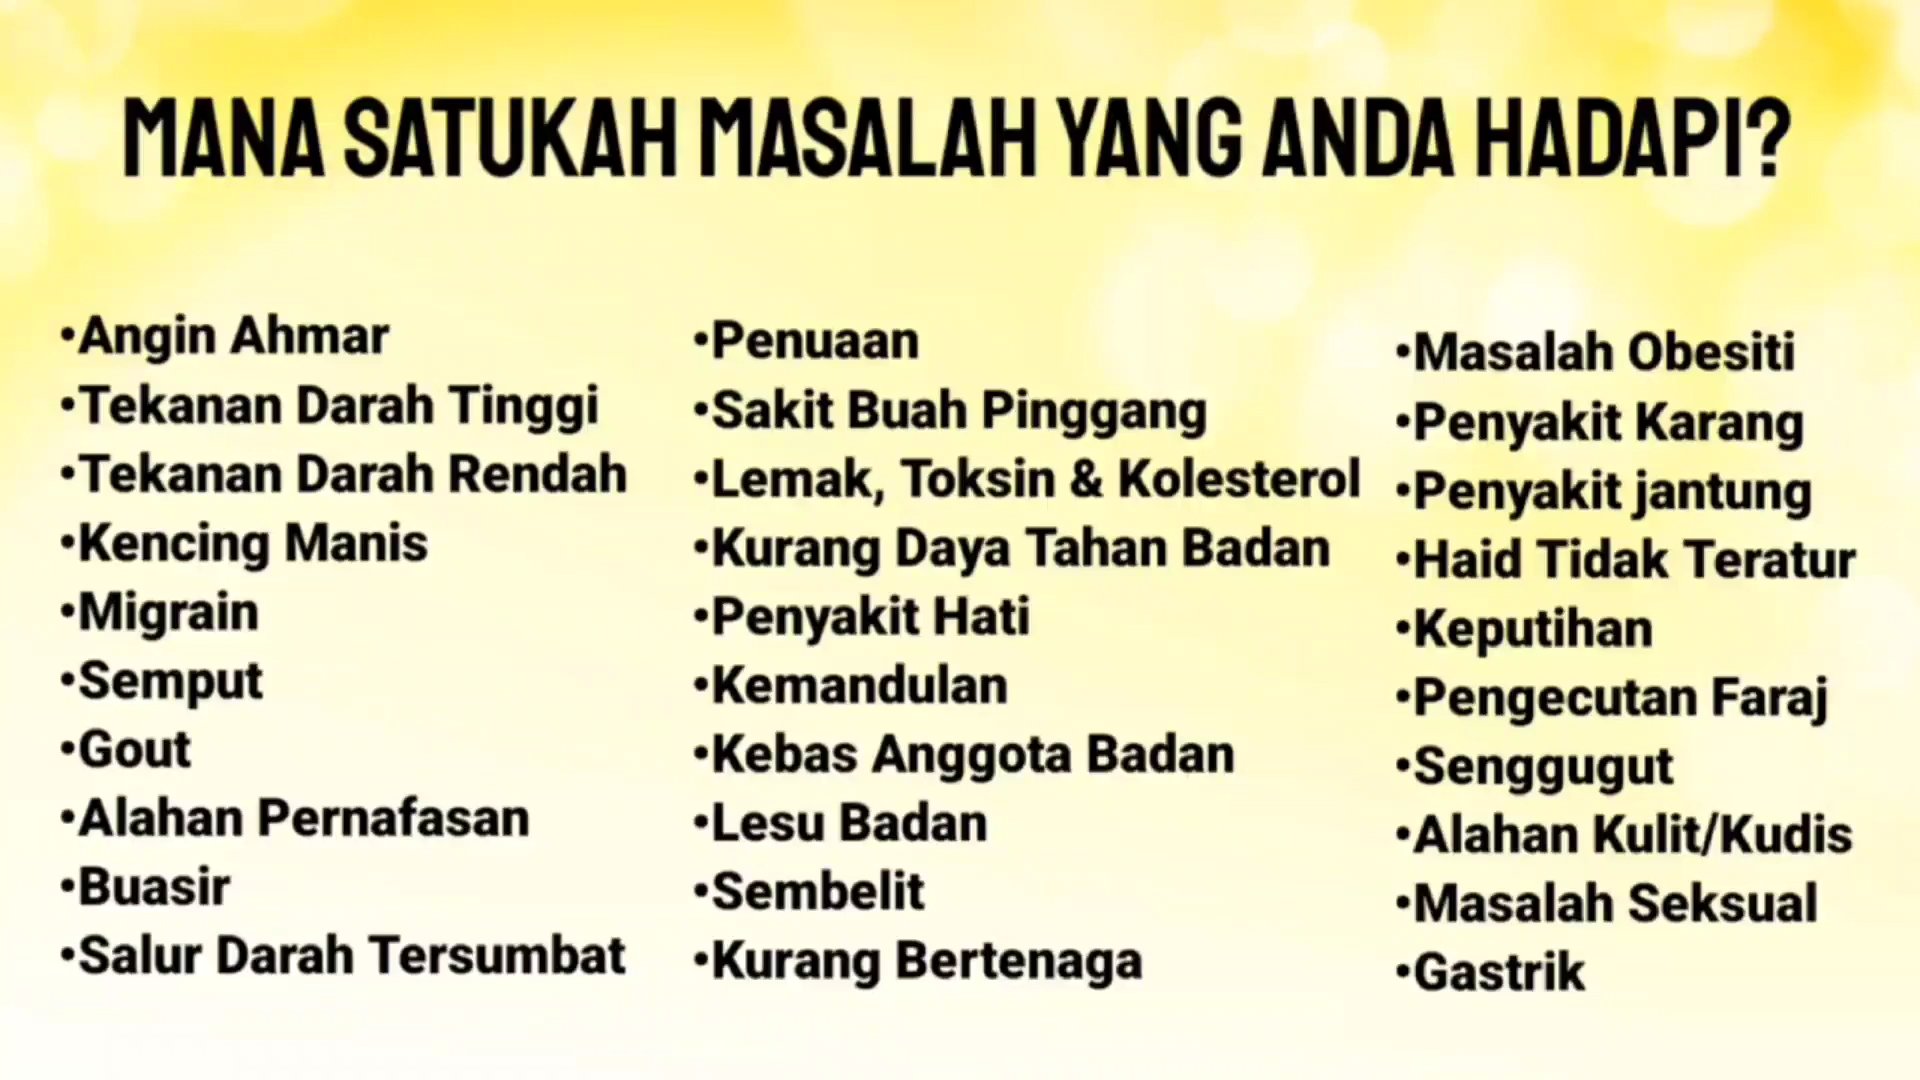 MANA SATUKAH MASALAH YANG ANDA HADAPI?
•Angin Ahmar
•Tekanan Darah Tinggi
•Tekanan Darah Rendah
•Kencing Manis
•Migrain
•Semput
•Gout
•Alahan Pernafasan
•Buasir
•Salur Darah Tersumbat
•Penuaan
•Sakit Buah Pinggang
•Lemak, Toksin & Kolesterol
•Kurang Daya Tahan Badan
•Penyakit Hati
•Kemandulan
•Kebas Anggota Badan
•Lesu Badan
•Sembelit
•Kurang Bertenaga
•Masalah Obesiti
•Penyakit Karang
•Penyakit jantung
•Haid Tidak Teratur
•Keputihan
•Pengecutan Faraj
•Senggugut
•Alahan Kulit/Kudis
•Masalah Seksual
•Gastrik